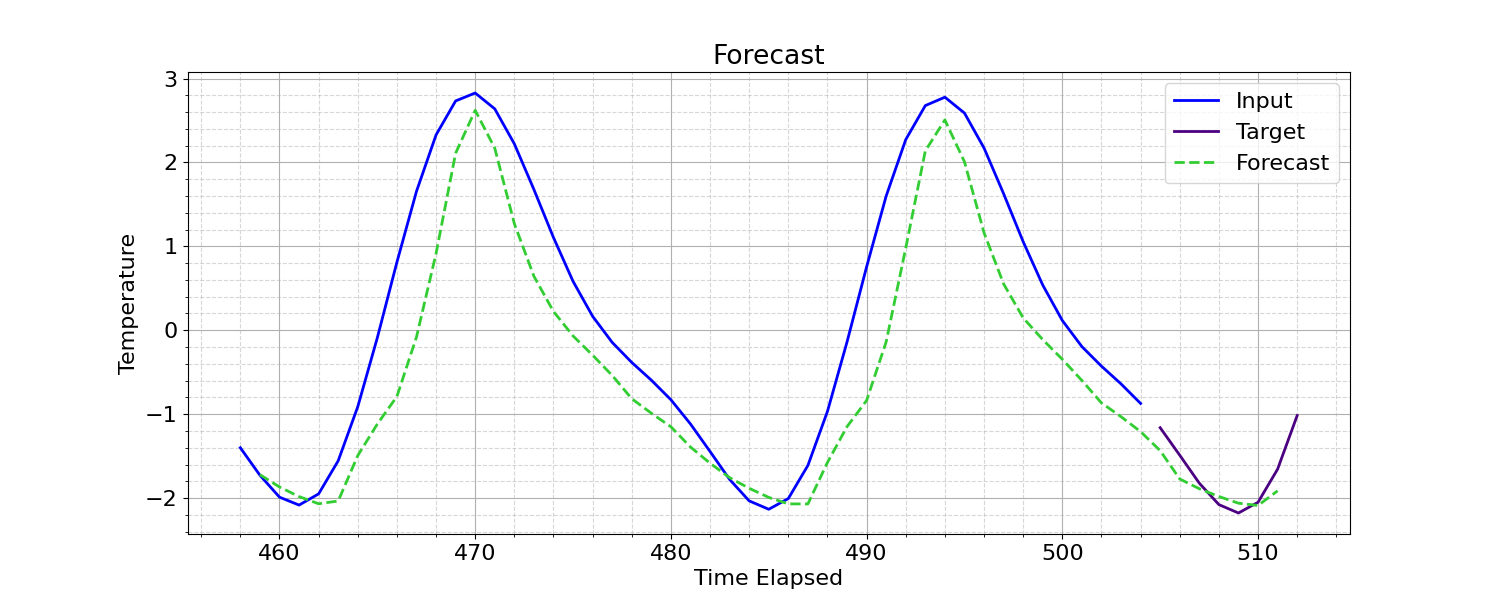 Forecast
3
2
1
0
−1
−2
Temperature
460 470 480 490 500 510
Time Elapsed
Input
Target
Forecast